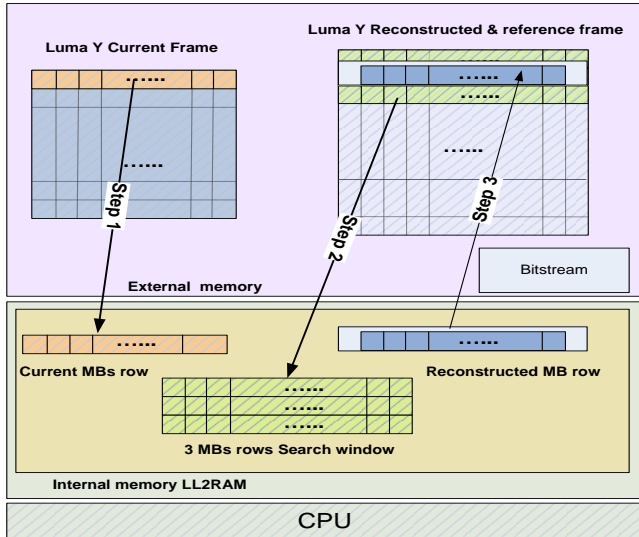 Luma Y Current Frame
Luma Y Reconstructed & reference frame
......
......
......
......
......
Step 1
Step 2
Step 3
Bitstream
External memory
......
......
Current MBs row
Reconstructed MB row
......
......
......
3 MBs rows Search window
Internal memory LL2RAM
CPU